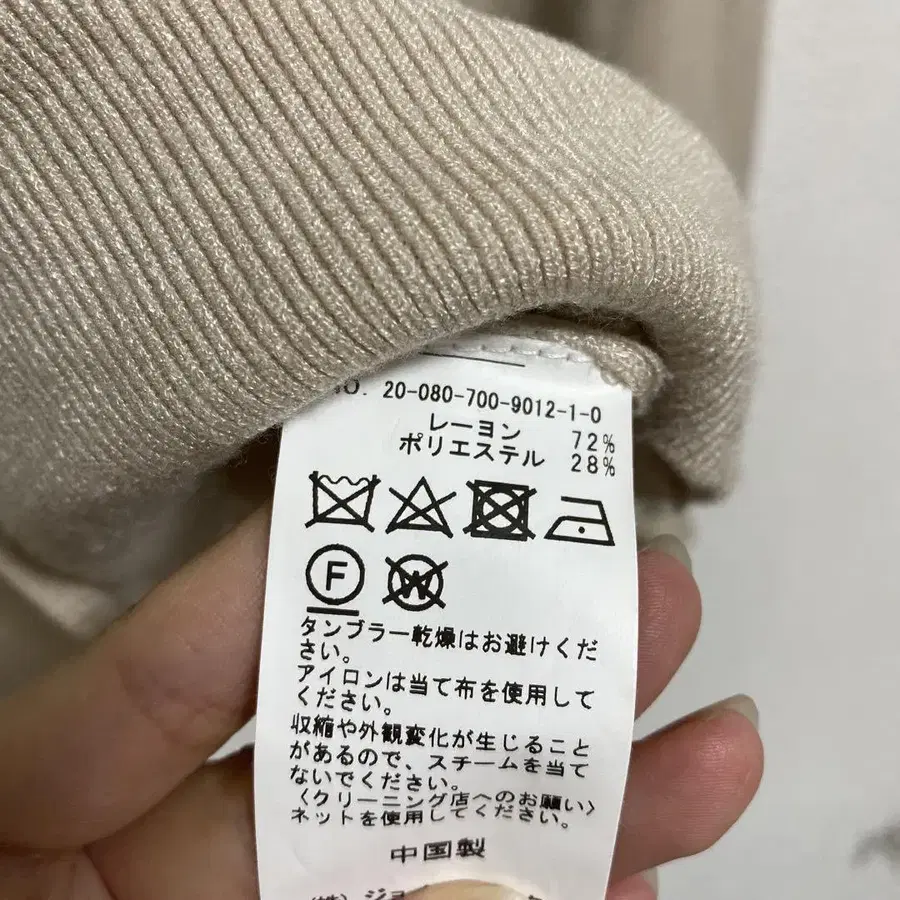 NO. 20-080-700-9012-1-0
レーヨン 72%
ポリエステル 28%
F
W
タンブラー乾燥はお避けくだ
さい。
アイロンは当て布を使用して
ください。
収縮や外観変化が生じること
があるので、スチームを当て
ないでください。
〈クリーニング店へのお願い〉
ネットを使用してください。
中国製
(株)ジョイ